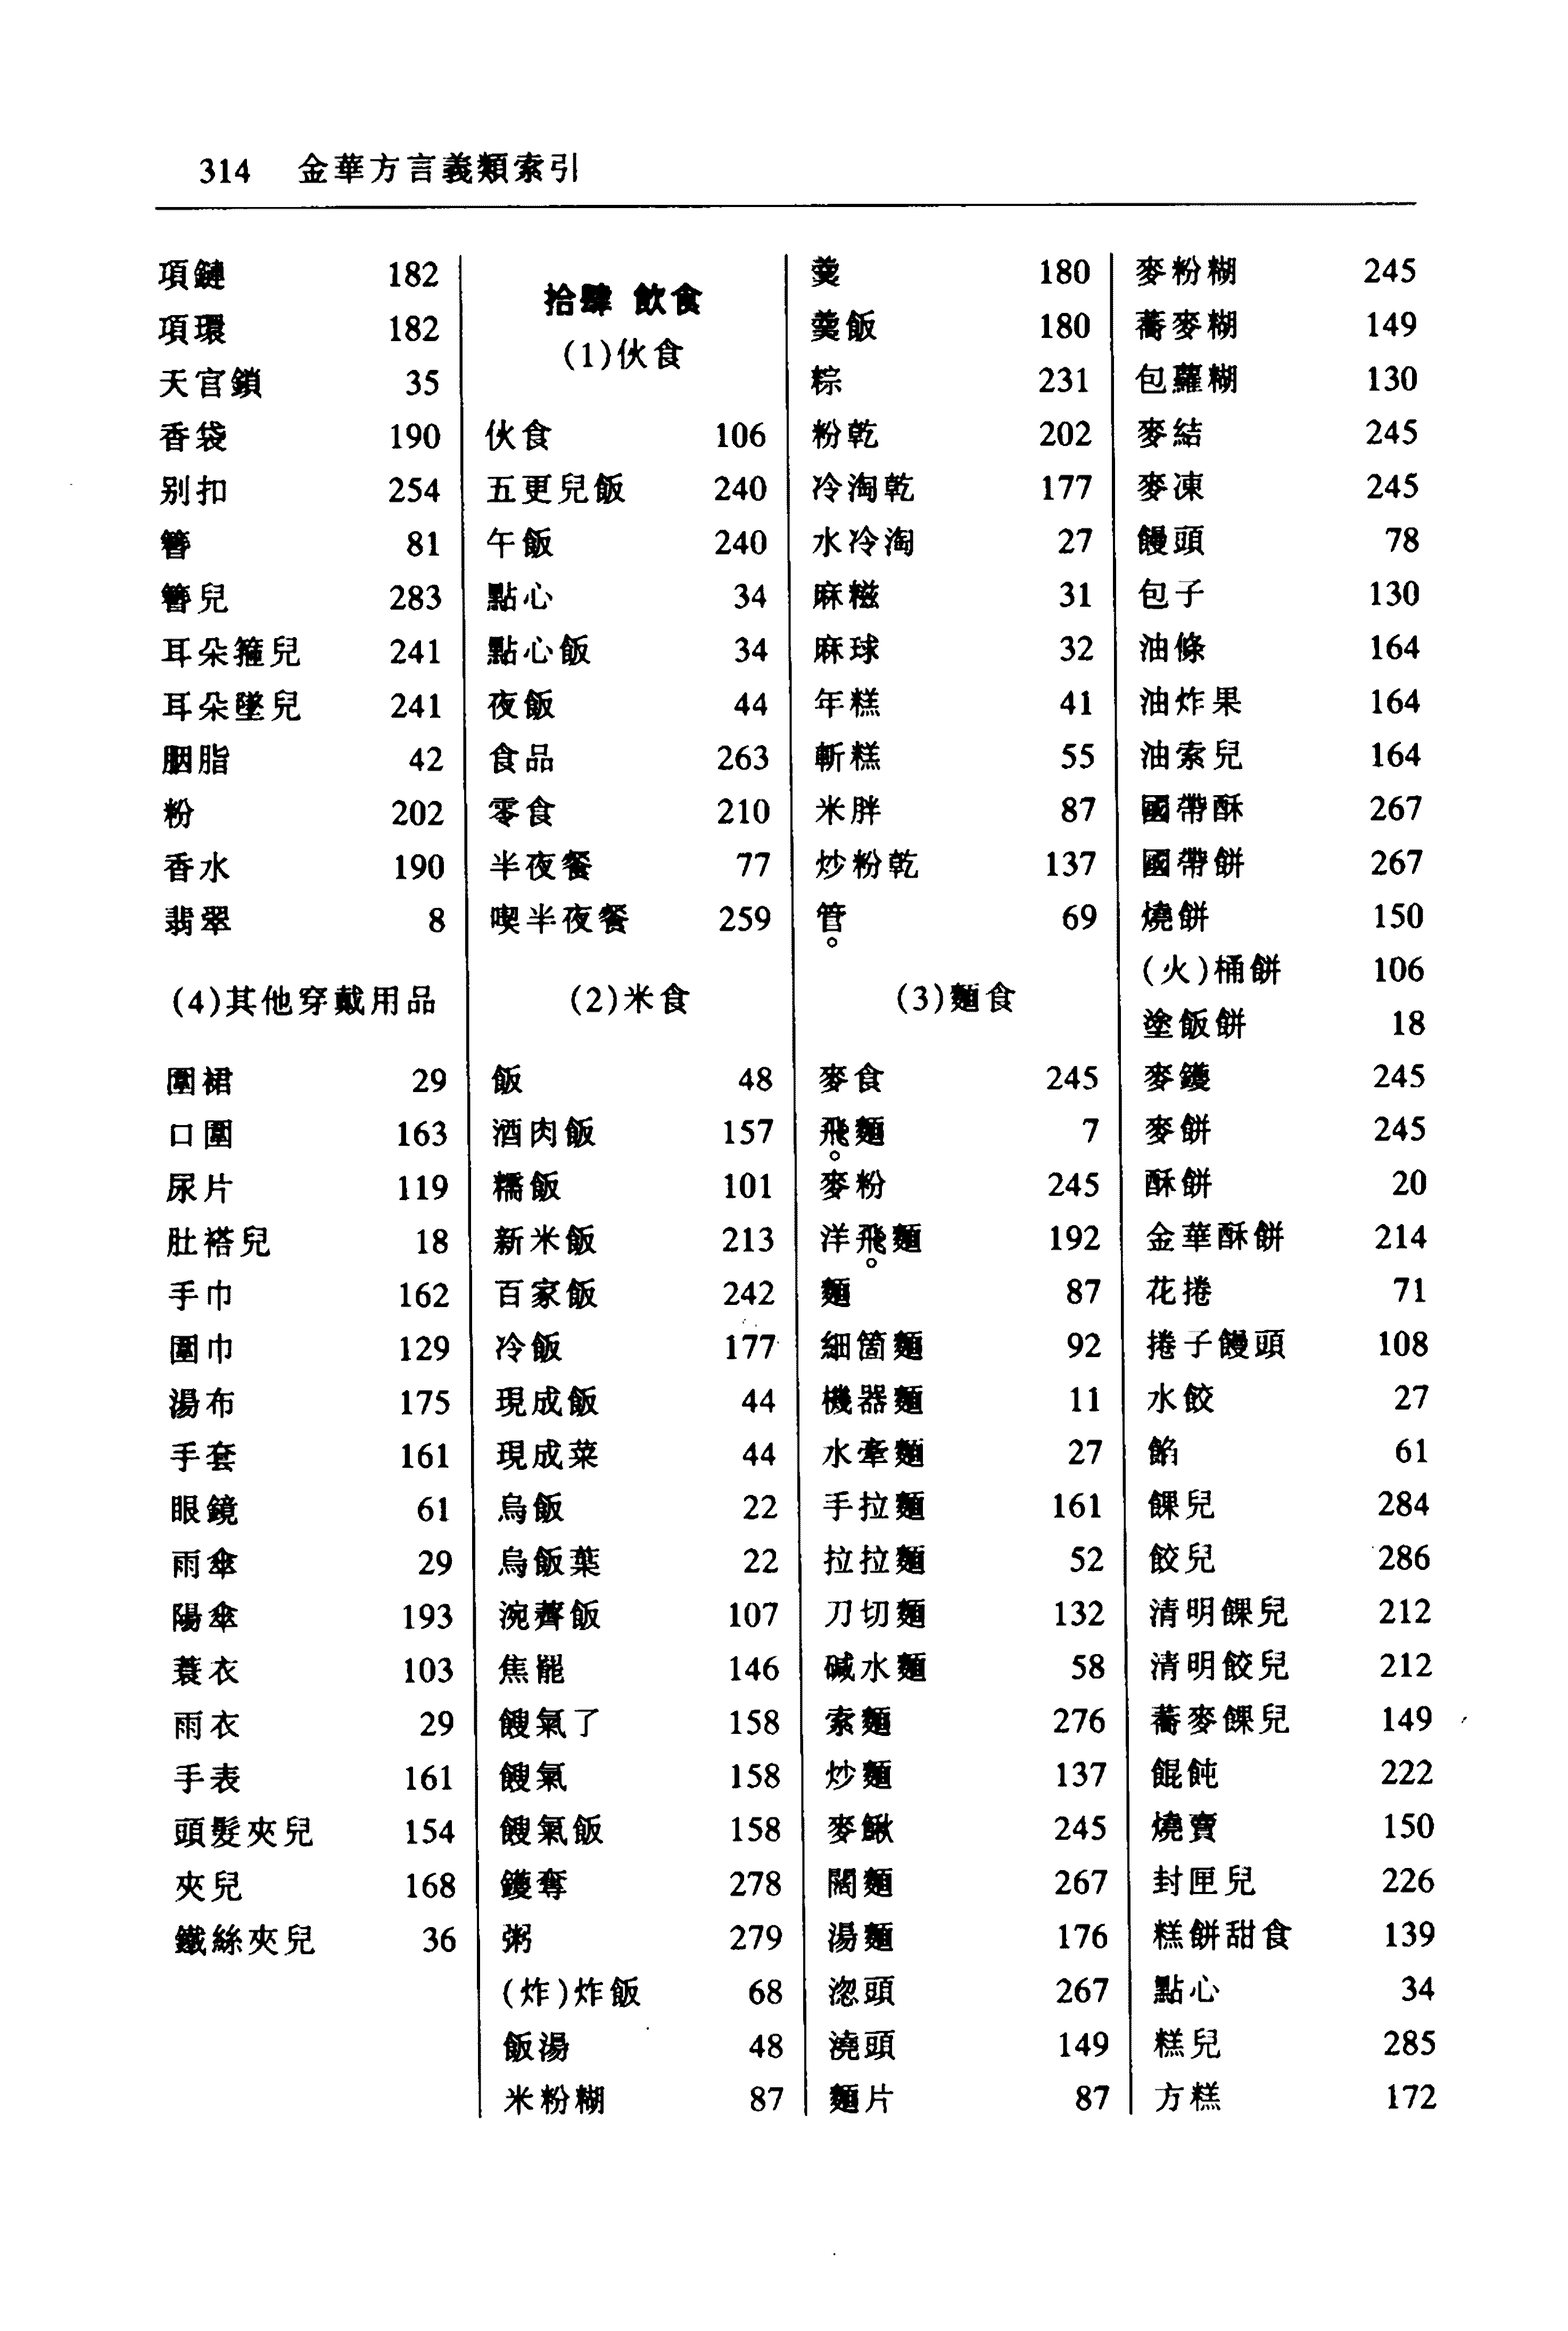 314 金華方言義類索引
項鏈 182
項環 182
天官鎖 35
香袋 190
别扣 254
簪 81
簪兒 283
耳朵箍兒 241
耳朵墜兒 241
胭脂 42
粉 202
香水 190
翡翠 8
(4)其他穿戴用品
圍裙 29
口圍 163
尿片 119
肚褡兒 18
手巾 162
圍巾 129
湯布 175
手套 161
眼鏡 61
雨傘 29
陽傘 193
蓑衣 103
雨衣 29
手表 161
頭髮夾兒 154
夾兒 168
鐵絲夾兒 36
拾肆 飲食
(1)伙食
伙食 106
五更兒飯 240
午飯 240
點心 34
點心飯 34
夜飯 44
食品 263
零食 210
半夜餐 77
喫半夜餐 259
(2)米食
飯 48
酒肉飯 157
糯飯 101
新米飯 213
百家飯 242
冷飯 177
現成飯 44
現成菜 44
烏飯 22
烏飯葉 22
涴薺飯 107
焦 146
餿氣了 158
餿氣 158
餿氣飯 158
鑊 278
粥 279
(炸)炸飯 68
飯湯 48
米粉糊 87
羹 180
羹飯 180
粽 231
粉乾 202
冷淘乾 177
水冷淘 27
麻糍 31
麻球 32
年糕 41
斬糕 55
米胖 87
炒粉乾 137
管。 69
(3)麵食
麥食 245
飛。麵 7
麥粉 245
洋飛。麵 192
麵 87
細箇麵 92
機器麵 11
水牽麵 27
手拉麵 161
拉拉麵 52
刀切麵 132
碱水麵 58
索麵 276
炒麵 137
麥鰍 245
闊麵 267
湯麵 176
淴頭 267
澆頭 149
麵片 87
麥粉糊 245
蕎麥糊 149
包蘿糊 130
麥結 245
麥凍 245
饅頭 78
包子 130
油條 164
油炸果 164
油索兒 164
國帶酥 267
國帶餅 267
燒餅 150
(火)桶餅 106
塗飯餅 18
麥鑊 245
麥餅 245
酥餅 20
金華酥餅 214
花捲 71
捲子饅頭 108
水餃 27
餡 61
餜兒 284
餃兒 286
清明餜兒 212
清明餃兒 212
蕎麥餜兒 149
餛飩 222
燒賣 150
封匣兒 226
糕餅甜食 139
點心 34
糕兒 285
方糕 172